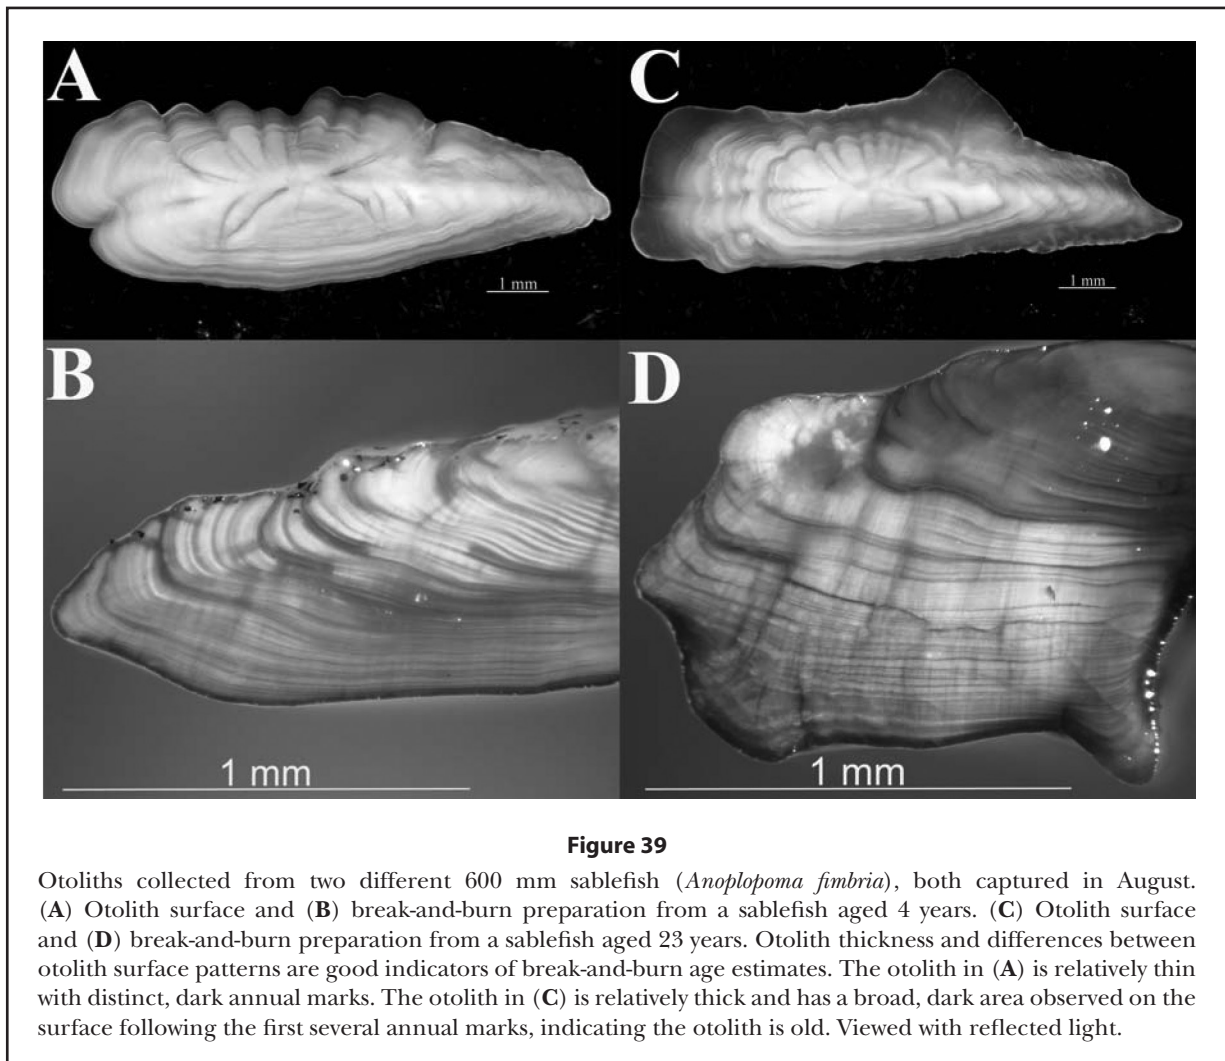 A
C
1 mm
1 mm
B
D
1 mm
1 mm
Figure 39
Otoliths collected from two different 600 mm sablefish (Anoplopoma fimbria), both captured in August.
(A) Otolith surface and (B) break-and-burn preparation from a sablefish aged 4 years. (C) Otolith surface
and (D) break-and-burn preparation from a sablefish aged 23 years. Otolith thickness and differences between
otolith surface patterns are good indicators of break-and-burn age estimates. The otolith in (A) is relatively thin
with distinct, dark annual marks. The otolith in (C) is relatively thick and has a broad, dark area observed on the
surface following the first several annual marks, indicating the otolith is old. Viewed with reflected light.